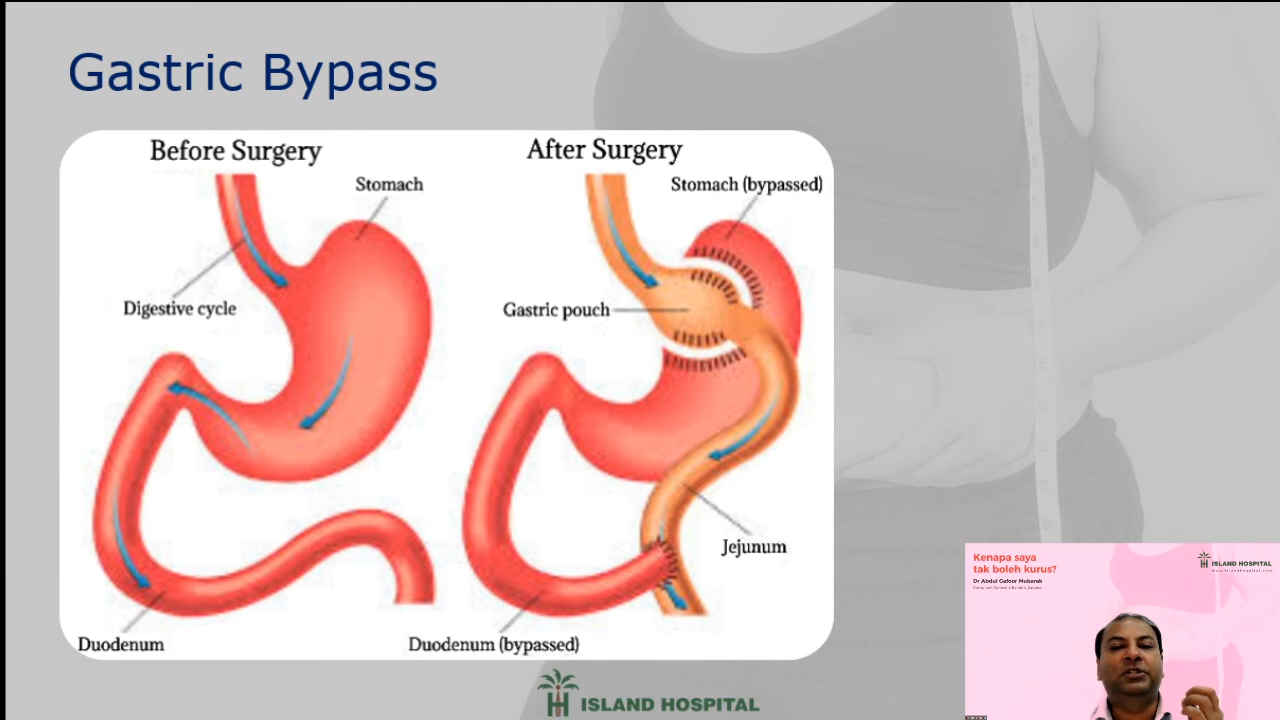 Gastric Bypass
Before Surgery
Stomach
Digestive cycle
Duodenum
After Surgery
Stomach (bypassed)
Gastric pouch
Jejunum
Duodenum (bypassed)
ISLAND HOSPITAL
Kenapa saya
tak boleh kurus?
Dr Abdul Gafoor Mubarak
ISLAND HOSPITAL